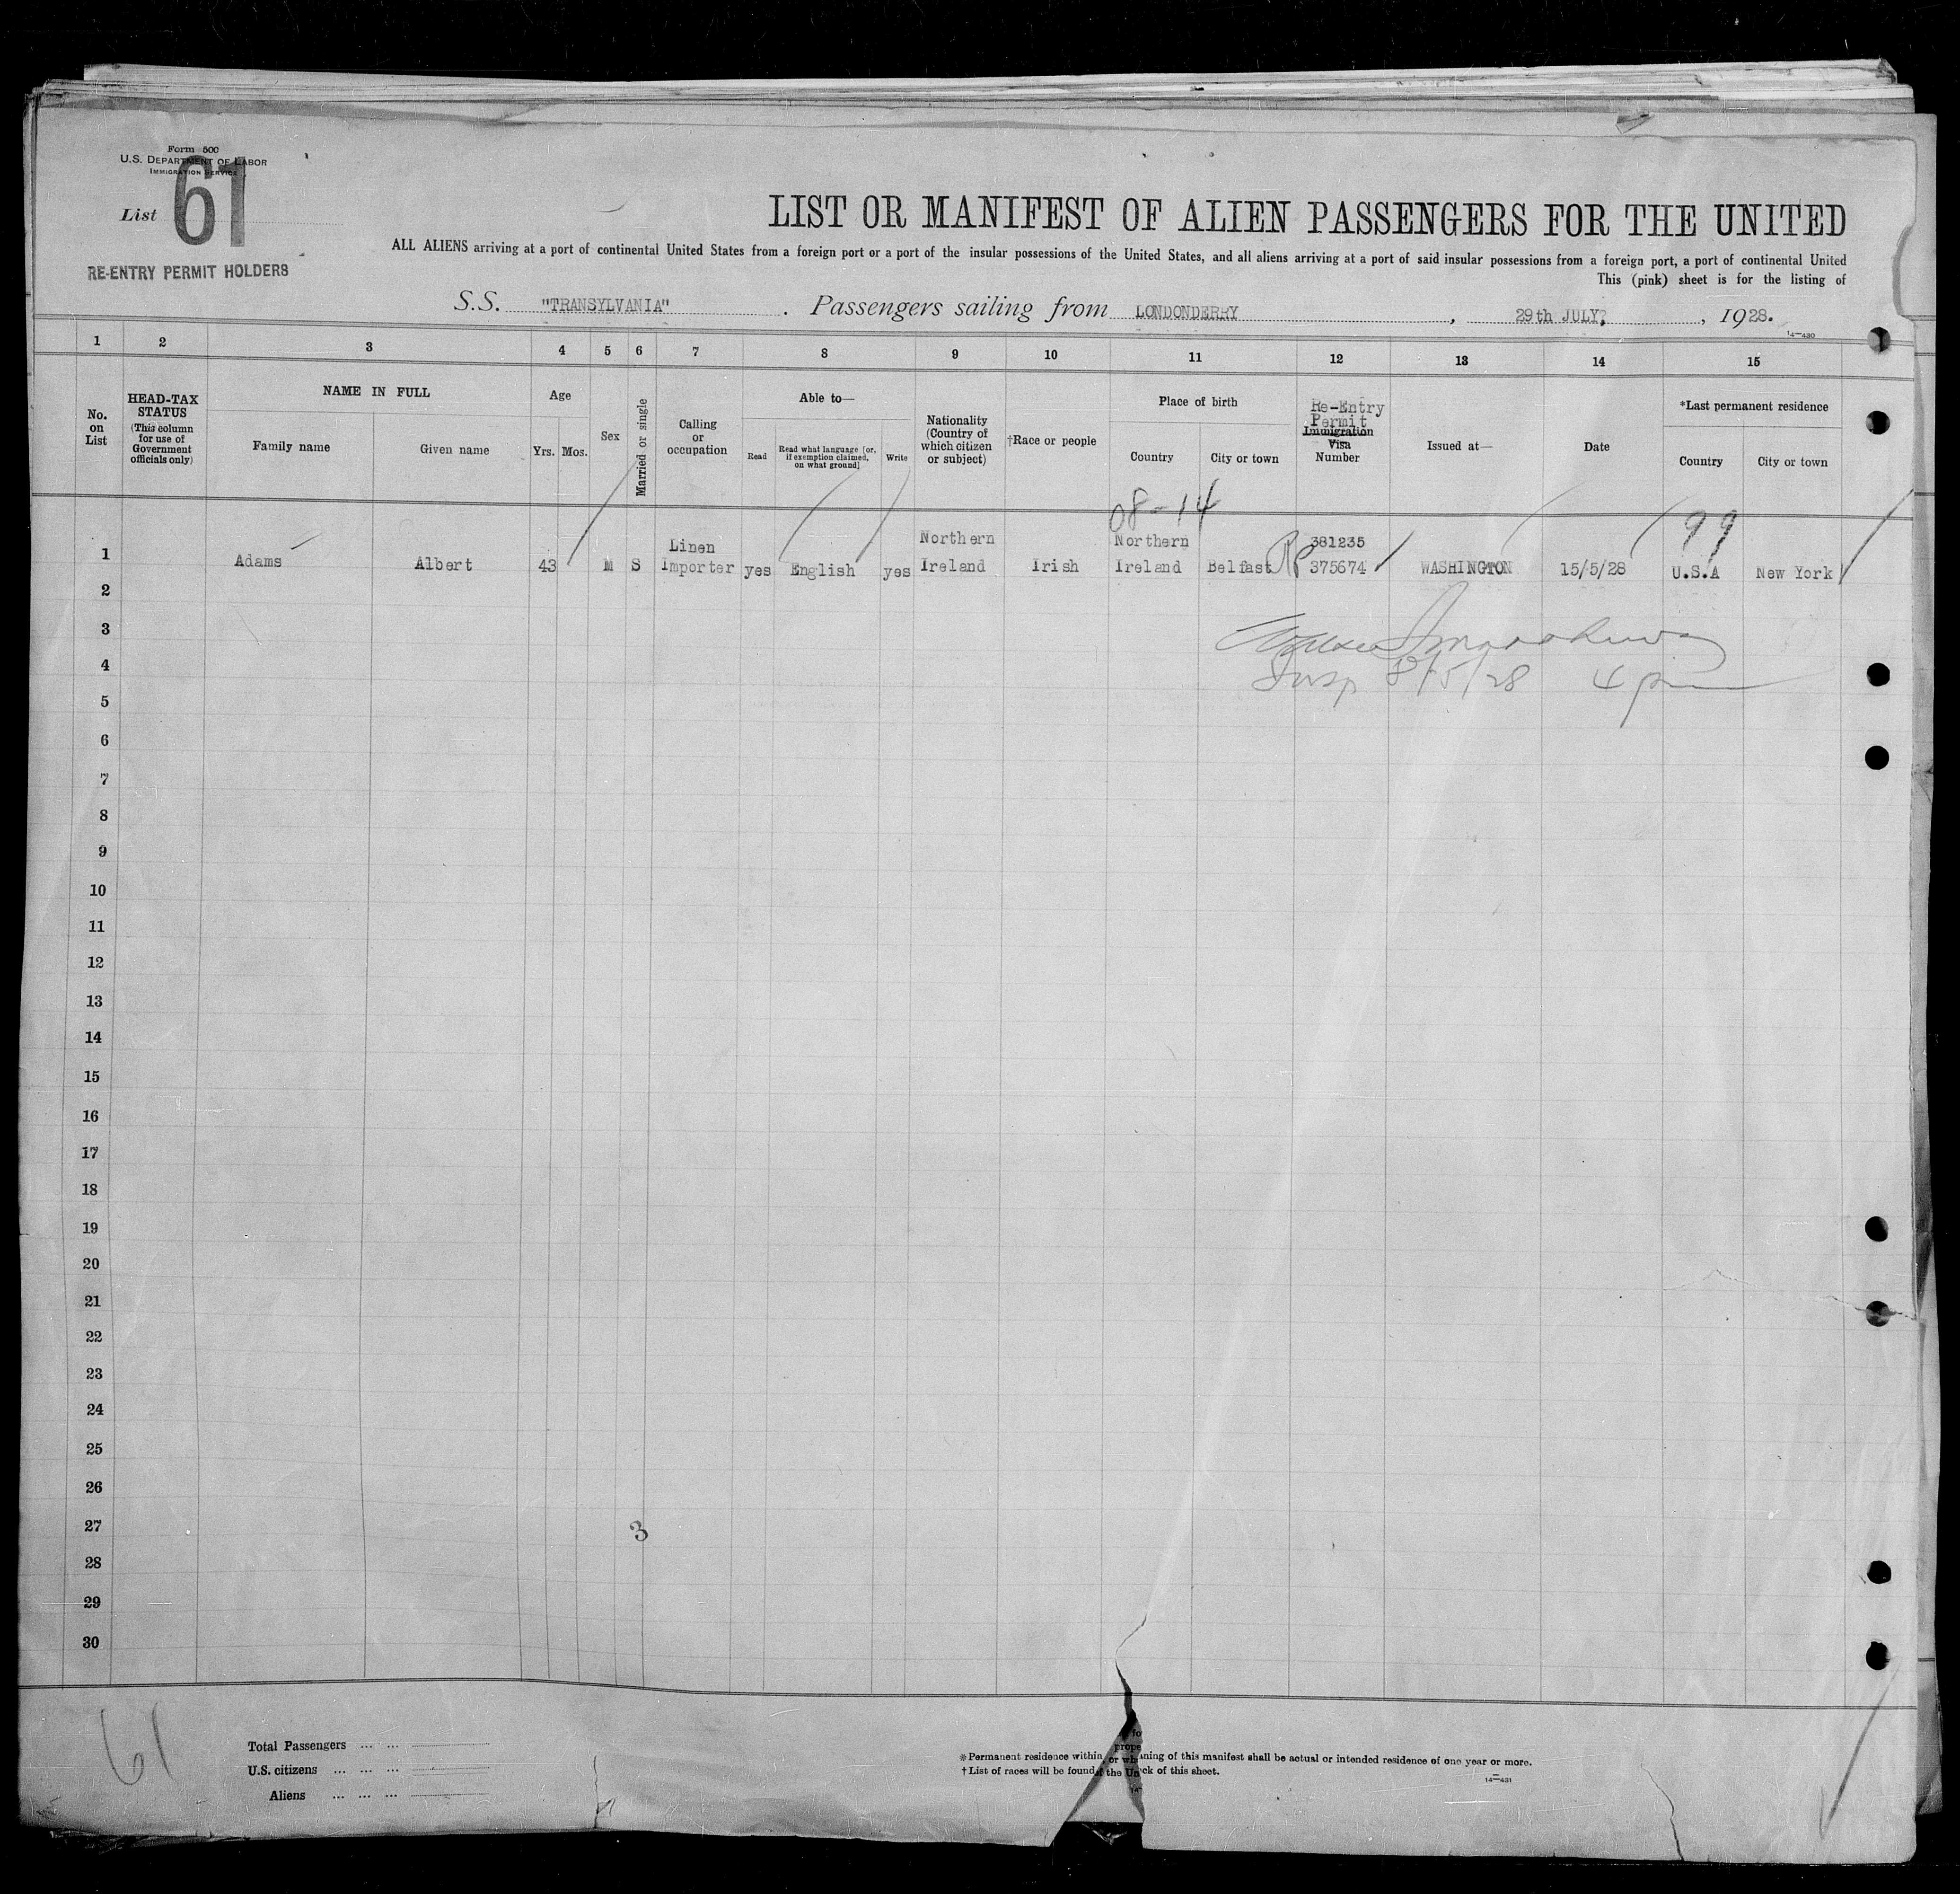 Form 500
U.S. DEPARTMENT OF LABOR
IMMIGRATION SERVICE
List 61
RE-ENTRY PERMIT HOLDERS
LIST OR MANIFEST OF ALIEN PASSENGERS FOR THE UNITED
ALL ALIENS arriving at a port of continental United States from a foreign port or a port of the insular possessions of the United States, and all aliens arriving at a port of said insular possessions from a foreign port, a port of continental United
This (pink) sheet is for the listing of
S.S. "TRANSYLVANIA" . Passengers sailing from LONDONDERRY , 29th JULY, , 1928.
14—430
1 2 3 4 5 6 7 8 9 10 11 12 13 14 15
No. on List
HEAD-TAX STATUS (This column for use of Government officials only)
NAME IN FULL
Family name Given name
Age
Yrs. Mos.
Sex
Married or single
Calling or occupation
Able to—
Read Read what language [or, if exemption claimed, on what ground] Write
Nationality (Country of which citizen or subject)
†Race or people
Place of birth
Country City or town
Re-Entry Permit
Immigration Visa Number
Issued at—
Date
*Last permanent residence
Country City or town
08-14 99
1 Adams Albert 43 M S Linen Importer yes English yes Northern Ireland Irish Northern Ireland Belfast RP 381235 375674 WASHINGTON 15/5/28 U.S.A New York
2
3
4 Insp 8/5/28 4 pm
5
6
7
8
9
10
11
12
13
14
15
16
17
18
19
20
21
22
23
24
25
26
27 3
28
29
30
61
Total Passengers ... ...
U.S. citizens ... ... ...
Aliens ... ... ...
*Permanent residence within aning of this manifest shall be actual or intended residence of one year or more.
†List of races will be found ck of this sheet.
14—431